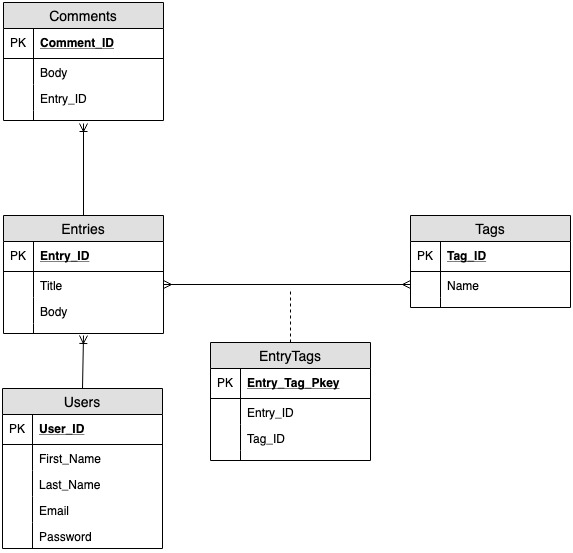 Comments
PK Comment_ID
Body
Entry_ID
Entries
PK Entry_ID
Title
Body
Tags
PK Tag_ID
Name
EntryTags
PK Entry_Tag_Pkey
Entry_ID
Tag_ID
Users
PK User_ID
First_Name
Last_Name
Email
Password